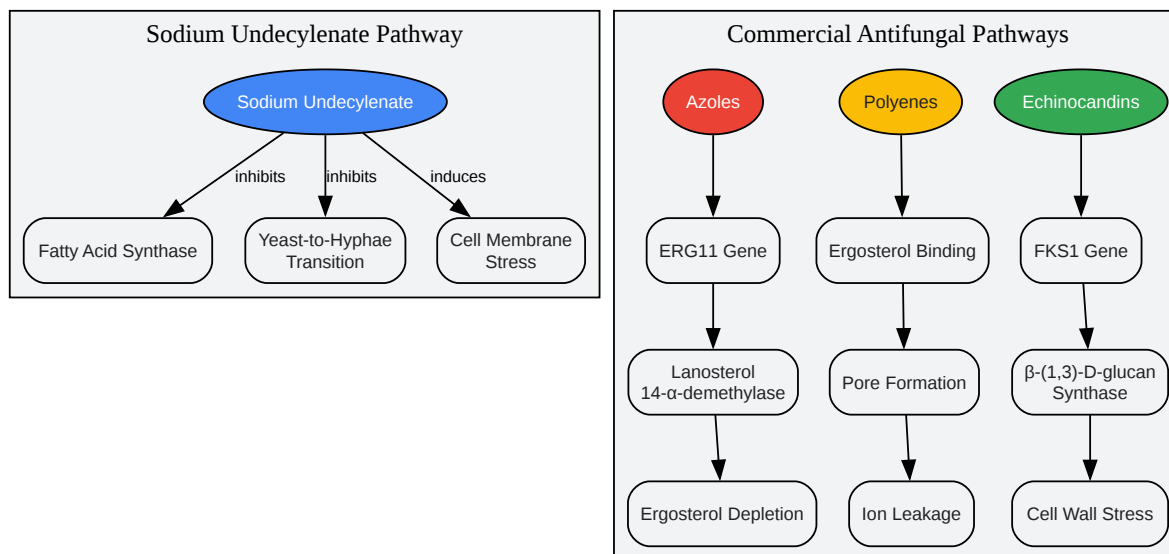 Sodium Undecylenate Pathway
Sodium Undecylenate
inhibits
inhibits
induces
Fatty Acid Synthase
Yeast-to-Hyphae
Transition
Cell Membrane
Stress
Commercial Antifungal Pathways
Azoles
Polyenes
Echinocandins
ERG11 Gene
Ergosterol Binding
FKS1 Gene
Lanosterol
14-α-demethylase
Pore Formation
β-(1,3)-D-glucan
Synthase
Ergosterol Depletion
Ion Leakage
Cell Wall Stress